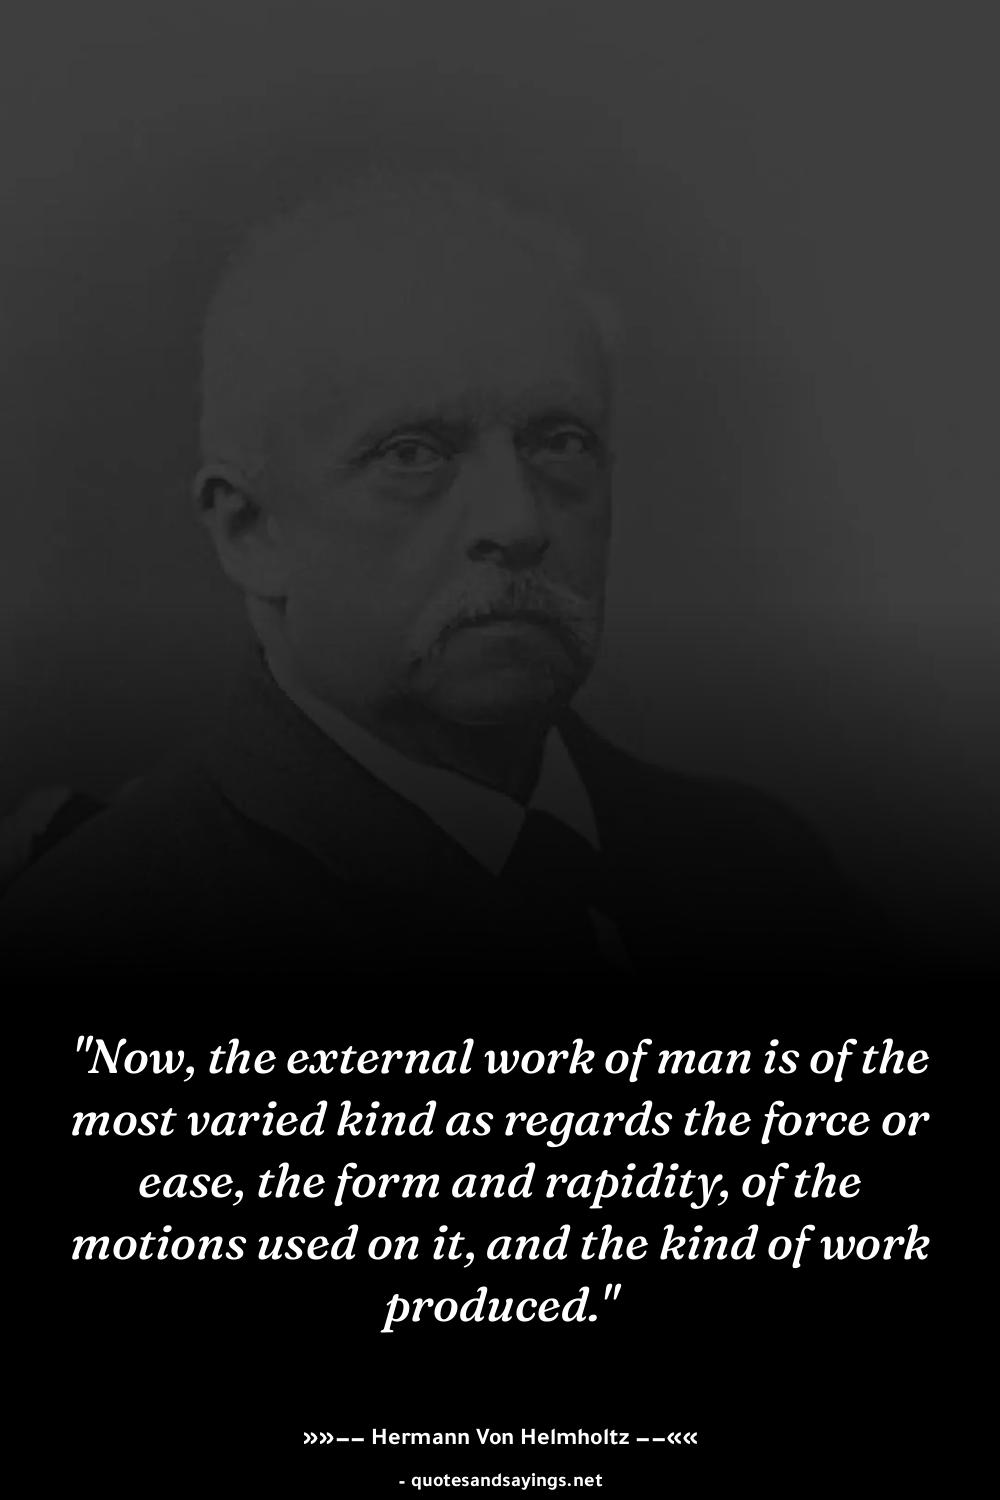 "Now, the external work of man is of the
most varied kind as regards the force or
ease, the form and rapidity, of the
motions used on it, and the kind of work
produced."
»»−− Hermann Von Helmholtz −−««
- quotesandsayings.net